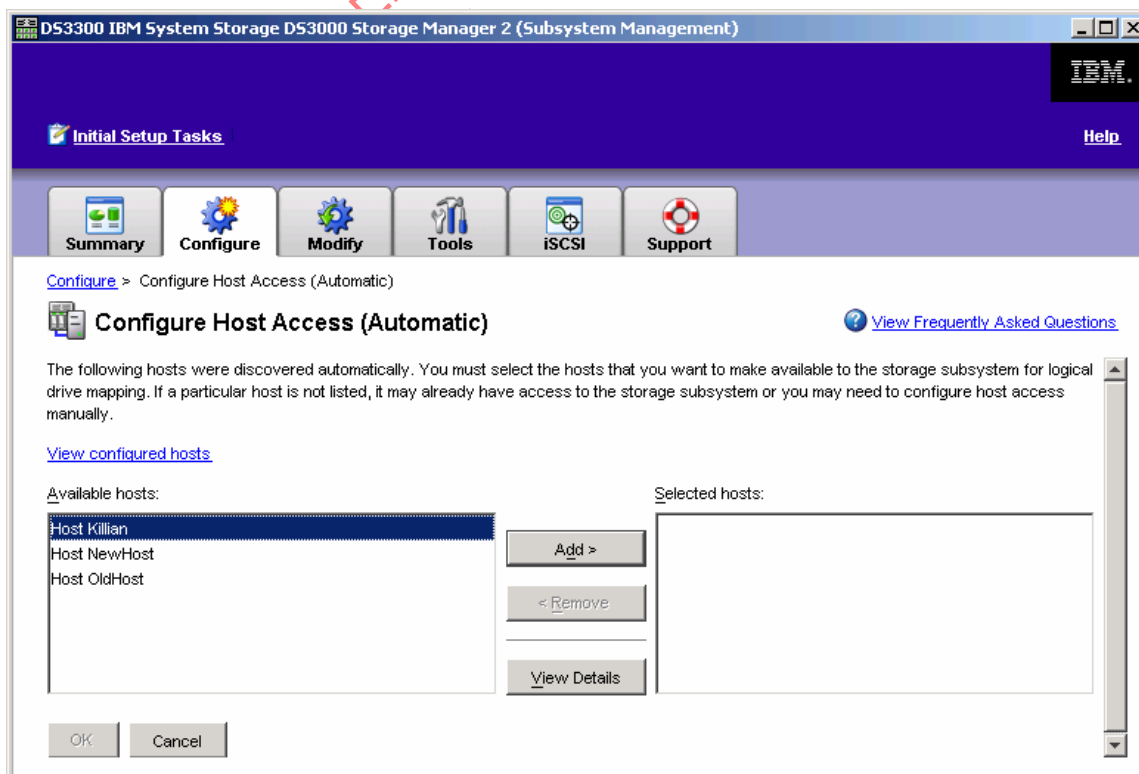 DS3300 IBM System Storage DS3000 Storage Manager 2 (Subsystem Management)
IBM.
Initial Setup Tasks
Help
Summary
Configure
Modify
Tools
iSCSI
Support
Configure > Configure Host Access (Automatic)
Configure Host Access (Automatic)
View Frequently Asked Questions
The following hosts were discovered automatically. You must select the hosts that you want to make available to the storage subsystem for logical
drive mapping. If a particular host is not listed, it may already have access to the storage subsystem or you may need to configure host access
manually.
View configured hosts
Available hosts:
Selected hosts:
Host Killian
Host NewHost
Host OldHost
Add >
< Remove
View Details
OK
Cancel